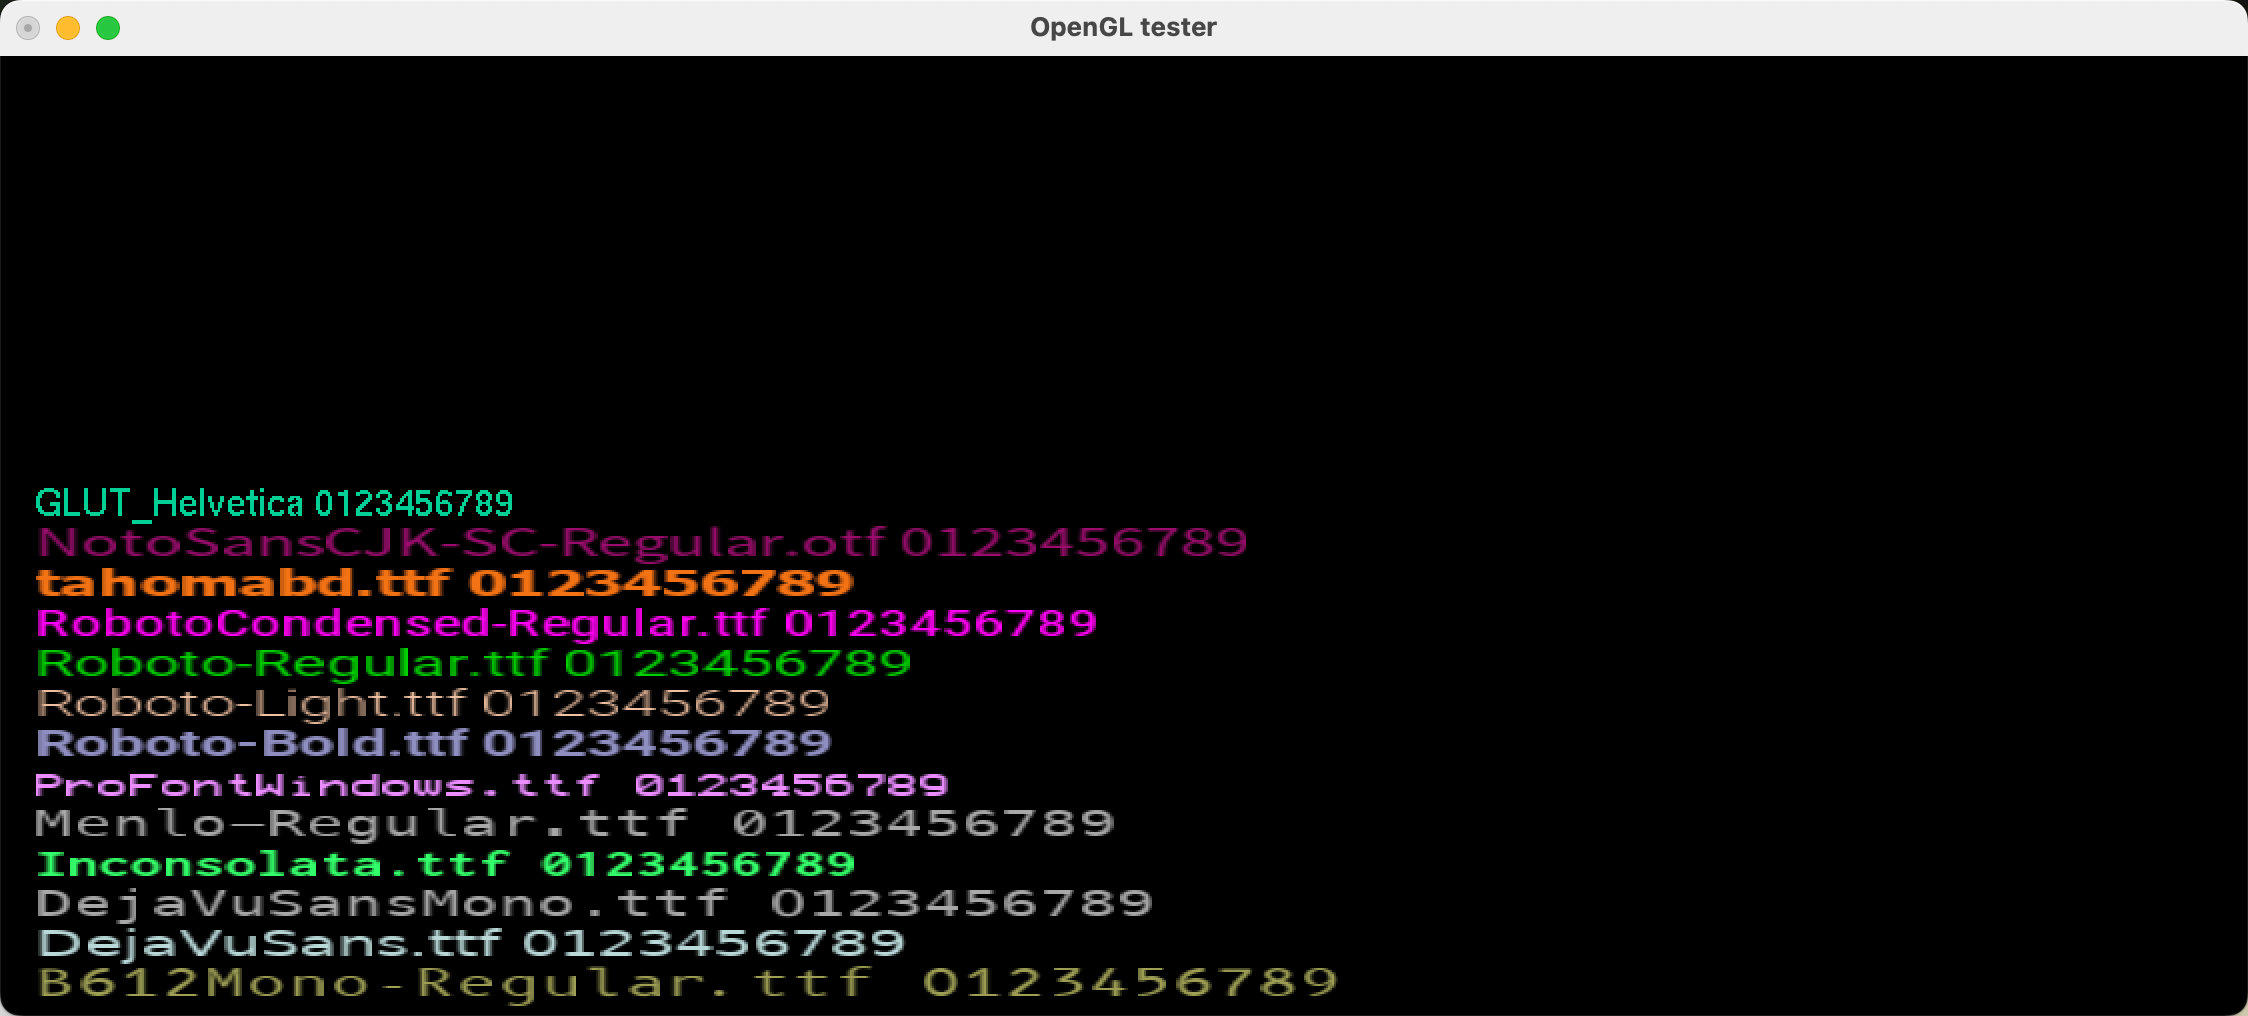 OpenGL tester
GLUT_Helvetica 0123456789
NotoSansCJK-SC-Regular.otf 0123456789
tahomabd.ttf 0123456789
RobotoCondensed-Regular.ttf 0123456789
Roboto-Regular.ttf 0123456789
Roboto-Light.ttf 0123456789
Roboto-Bold.ttf 0123456789
ProFontWindows.ttf 0123456789
Menlo-Regular.ttf 0123456789
Inconsolata.ttf 0123456789
DejaVuSansMono.ttf 0123456789
DejaVuSans.ttf 0123456789
B612Mono-Regular.ttf 0123456789